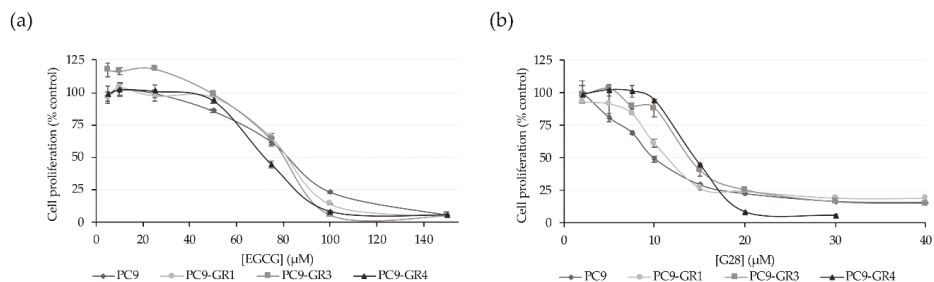 (a)
(b)
125
100
75
50
25
0
Cell proliferation (% control)
0 20 40 60 80 100 120 140
[EGCG] (µM)
PC9 PC9-GR1 PC9-GR3 PC9-GR4
125
100
75
50
25
0
Cell proliferation (% control)
0 10 20 30 40
[G28] (µM)
PC9 PC9-GR1 PC9-GR3 PC9-GR4